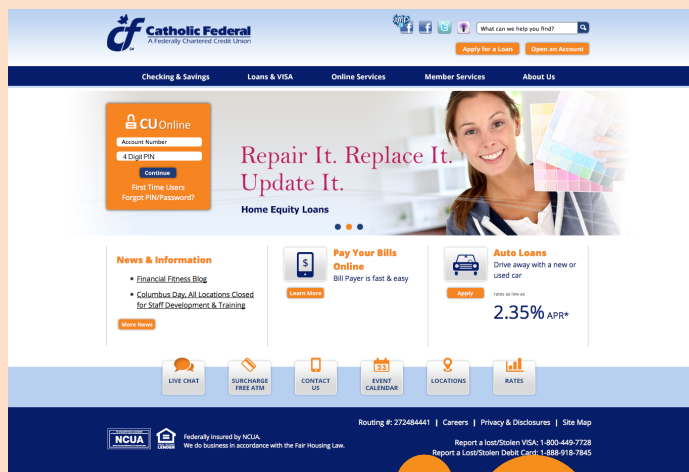 Catholic Federal
A Federally Chartered Credit Union
What can we help you find?
Apply for a Loan
Open an Account
Checking & Savings
Loans & VISA
Online Services
Member Services
About Us
CU Online
Account Number
4 Digit PIN
Continue
First Time Users
Forgot PIN/Password?
Repair It. Replace It.
Update It.
Home Equity Loans
News & Information
Financial Fitness Blog
Columbus Day, All Locations Closed
for Staff Development & Training
More News
$
Pay Your Bills
Online
Bill Payer is fast & easy
Learn More
Auto Loans
Drive away with a new or
used car
Apply
rates as low as
2.35% APR*
LIVE CHAT
SURCHARGE
FREE ATM
CONTACT
US
23
EVENT
CALENDAR
LOCATIONS
RATES
Routing #: 272484441 | Careers | Privacy & Disclosures | Site Map
NCUA
LENDER
Federally insured by NCUA.
We do business in accordance with the Fair Housing Law.
Report a lost/Stolen VISA: 1-800-449-7728
Report a Lost/Stolen Debit Card: 1-888-918-7845